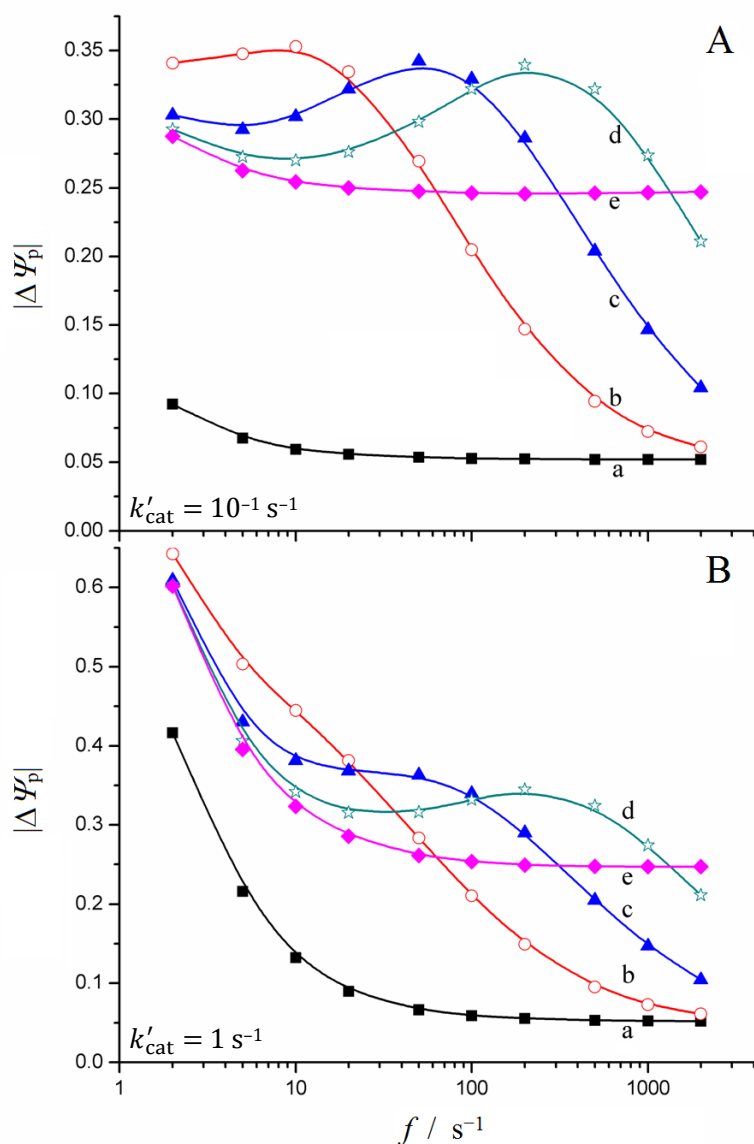 A
0.35
0.30
0.25
0.20
0.15
0.10
0.05
0.00
|Δ Ψp|
d
e
c
b
a
k′cat = 10⁻¹ s⁻¹
B
0.6
0.5
0.4
0.3
0.2
0.1
0.0
|Δ Ψp|
d
e
c
b
a
k′cat = 1 s⁻¹
1 10 100 1000
f / s⁻¹